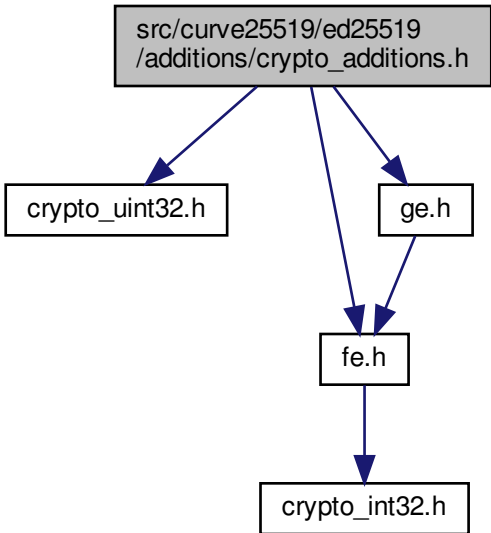 src/curve25519/ed25519
/additions/crypto_additions.h
crypto_uint32.h
ge.h
fe.h
crypto_int32.h